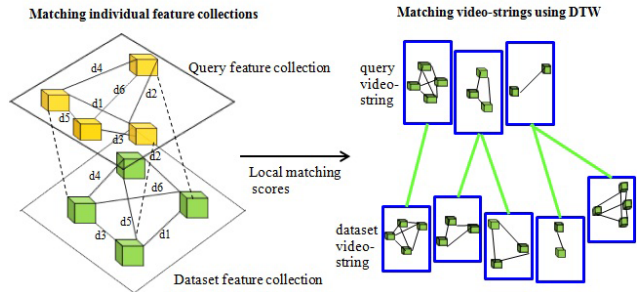 Matching individual feature collections
Matching video-strings using DTW
d4
d6
Query feature collection
d1
d2
d5
d3
query
video-
string
d2
d4
d6
Local matching
scores
d5
d3
d1
dataset
video-
string
Dataset feature collection